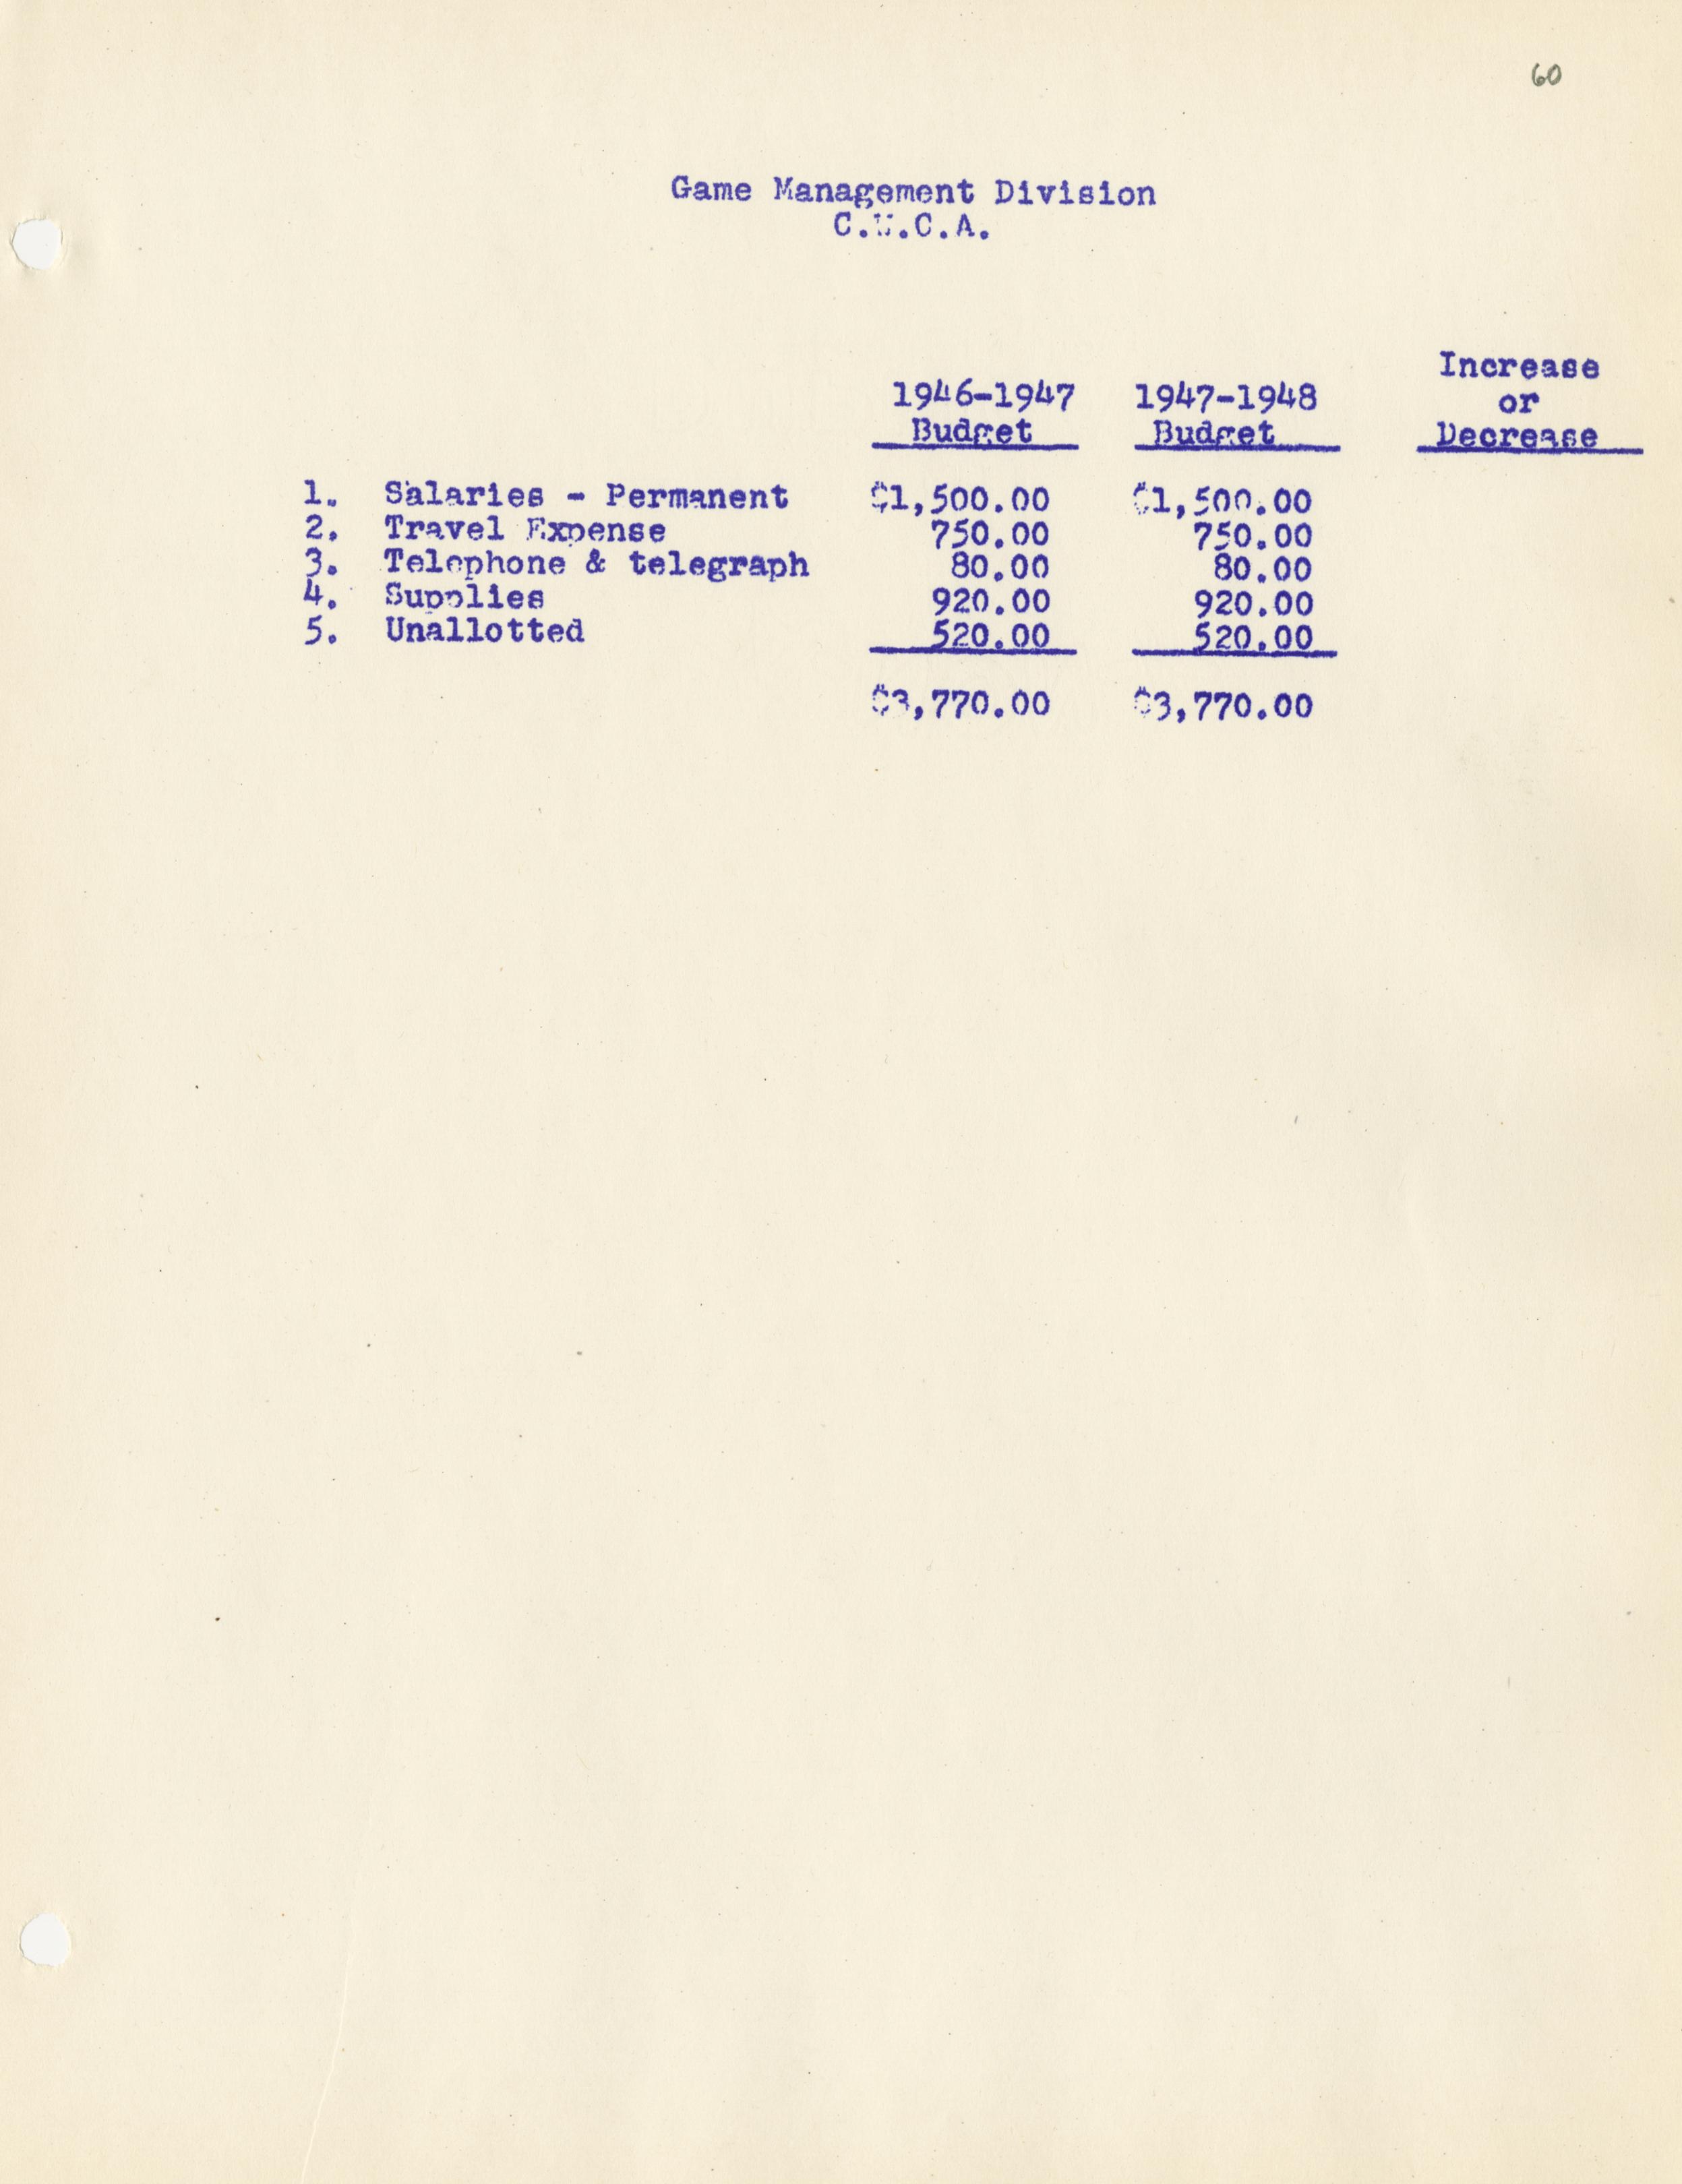 60
Game Management Division
C.U.C.A.
Increase
1946-1947 1947-1948 or
Budget Budget Decrease
1. Salaries - Permanent $1,500.00 $1,500.00
2. Travel Expense 750.00 750.00
3. Telephone & telegraph 80.00 80.00
4. Supplies 920.00 920.00
5. Unallotted 520.00 520.00
$3,770.00 $3,770.00